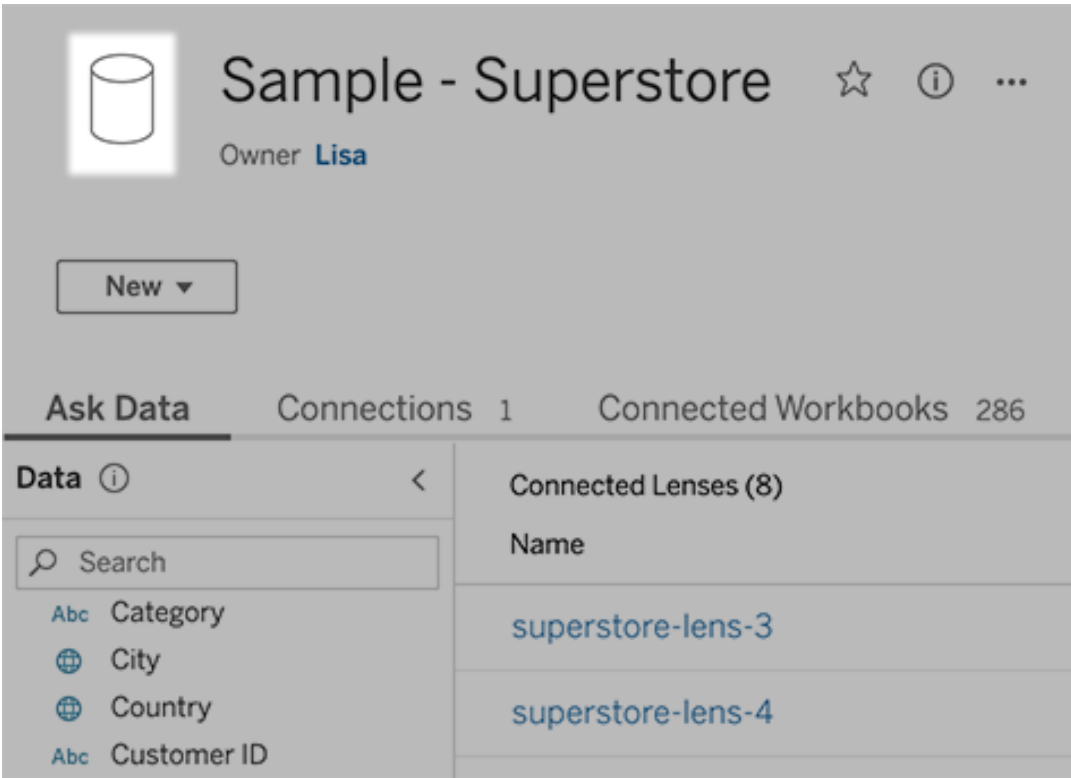 Sample - Superstore
Owner Lisa
New
Ask Data Connections 1 Connected Workbooks 286
Data
Search
Abc Category
City
Country
Abc Customer ID
Connected Lenses (8)
Name
superstore-lens-3
superstore-lens-4